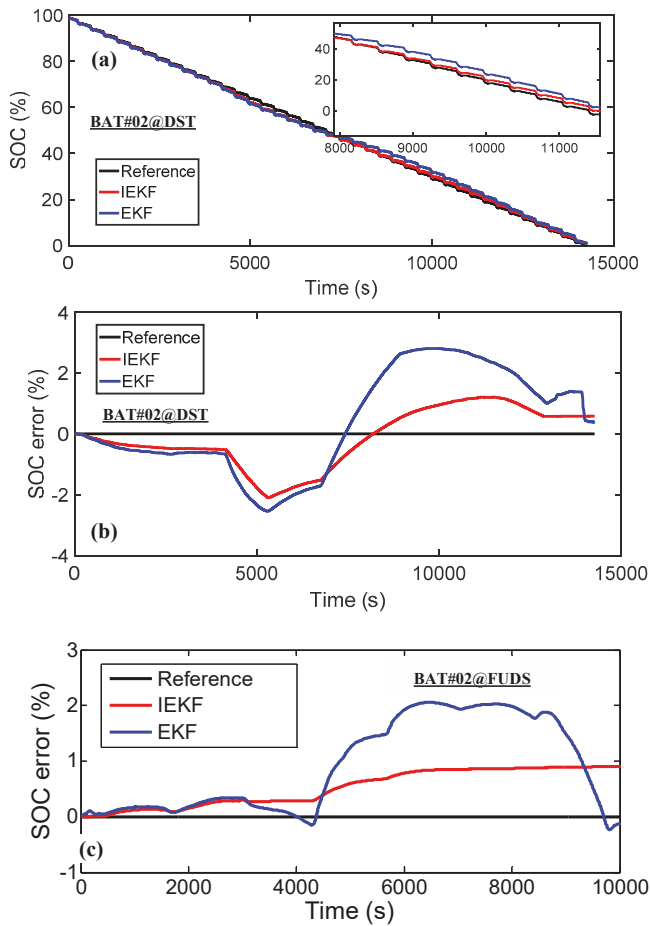 100
80
60
40
20
0
SOC (%)
(a)
BAT#02@DST
Reference
IEKF
EKF
40
20
0
8000 9000 10000 11000
0 5000 10000 15000
Time (s)
4
2
0
-2
-4
SOC error (%)
Reference
IEKF
EKF
BAT#02@DST
(b)
0 5000 10000 15000
Time (s)
3
2
1
0
-1
SOC error (%)
Reference
IEKF
EKF
BAT#02@FUDS
(c)
0 2000 4000 6000 8000 10000
Time (s)